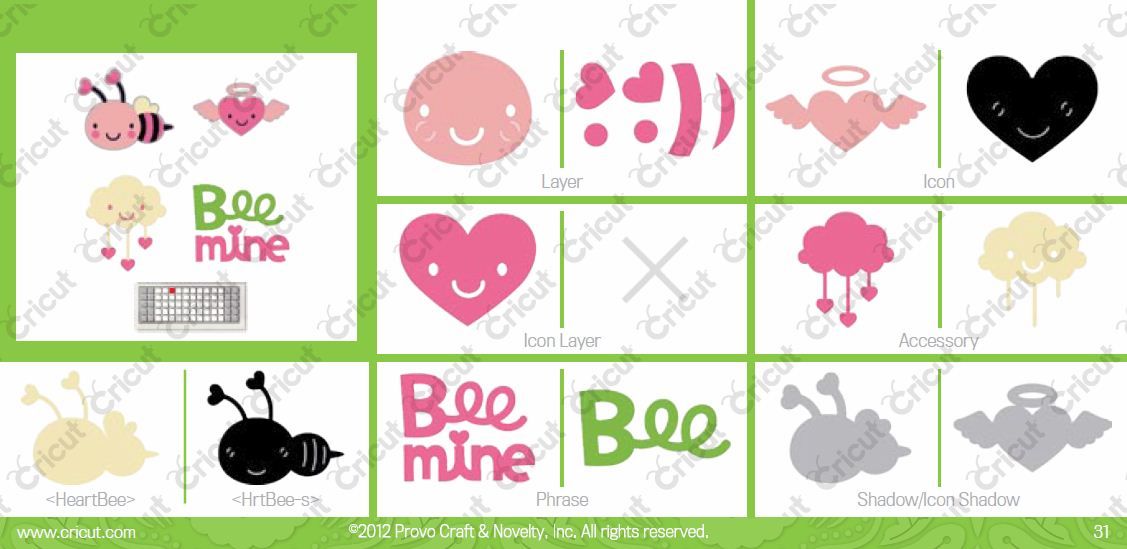 Bee
mine
Layer
Icon
Icon Layer
Accessory
<HeartBee>
<HrtBee-s>
Bee
mine
Bee
Phrase
Shadow/Icon Shadow
www.cricut.com
©2012 Provo Craft & Novelty, Inc. All rights reserved.
31
Cricut